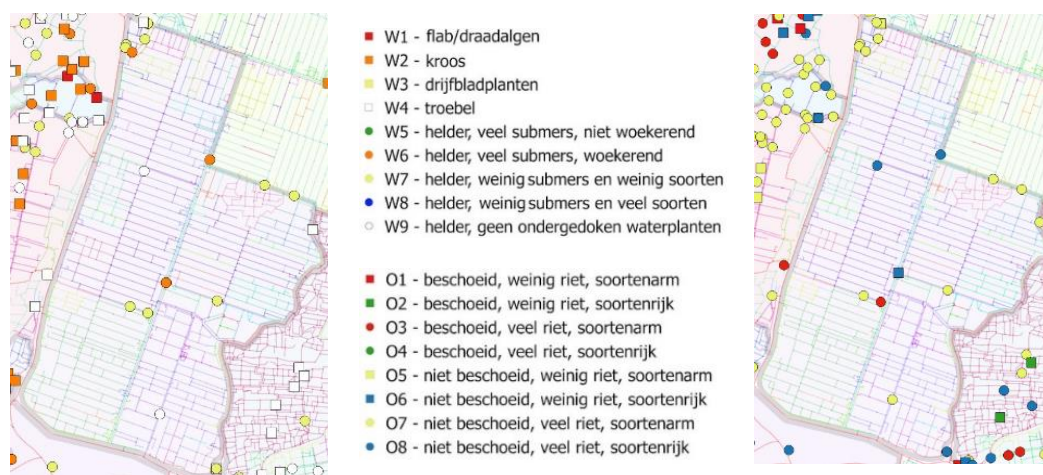 W1 - flab/draadalgen
W2 - kroos
W3 - drijfbladplanten
W4 - troebel
W5 - helder, veel submers, niet woekerend
W6 - helder, veel submers, woekerend
W7 - helder, weinig submers en weinig soorten
W8 - helder, weinig submers en veel soorten
W9 - helder, geen ondergedoken waterplanten
O1 - beschoeid, weinig riet, soortenarm
O2 - beschoeid, weinig riet, soortenrijk
O3 - beschoeid, veel riet, soortenarm
O4 - beschoeid, veel riet, soortenrijk
O5 - niet beschoeid, weinig riet, soortenarm
O6 - niet beschoeid, weinig riet, soortenrijk
O7 - niet beschoeid, veel riet, soortenarm
O8 - niet beschoeid, veel riet, soortenrijk